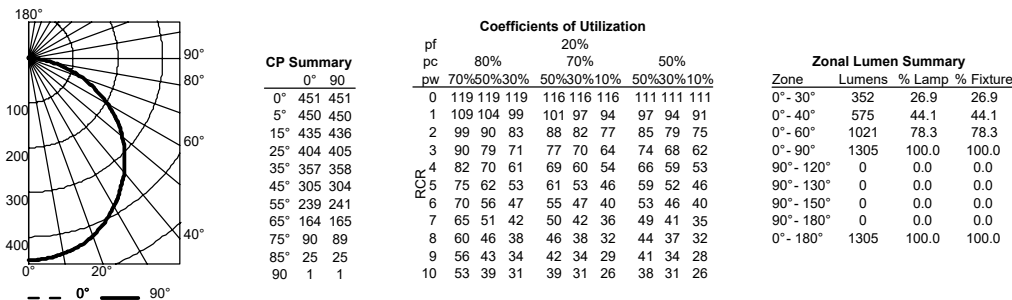 180°
90°
80°
60°
40°
100
200
300
400
0° 20°
0° 90°
CP Summary
0° 90
0° 451 451
5° 450 450
15° 435 436
25° 404 405
35° 357 358
45° 305 304
55° 239 241
65° 164 165
75° 90 89
85° 25 25
90 1 1
Coefficients of Utilization
pf 20%
pc 80% 70% 50%
pw 70%50%30% 50%30%10% 50%30%10%
RCR
0 119 119 119 116 116 116 111 111 111
1 109 104 99 101 97 94 97 94 91
2 99 90 83 88 82 77 85 79 75
3 90 79 71 77 70 64 74 68 62
4 82 70 61 69 60 54 66 59 53
5 75 62 53 61 53 46 59 52 46
6 70 56 47 55 47 40 53 46 40
7 65 51 42 50 42 36 49 41 35
8 60 46 38 46 38 32 44 37 32
9 56 43 34 42 34 29 41 34 28
10 53 39 31 39 31 26 38 31 26
Zonal Lumen Summary
Zone Lumens % Lamp % Fixture
0°- 30° 352 26.9 26.9
0°- 40° 575 44.1 44.1
0°- 60° 1021 78.3 78.3
0°- 90° 1305 100.0 100.0
90°- 120° 0 0.0 0.0
90°- 130° 0 0.0 0.0
90°- 150° 0 0.0 0.0
90°- 180° 0 0.0 0.0
0°- 180° 1305 100.0 100.0